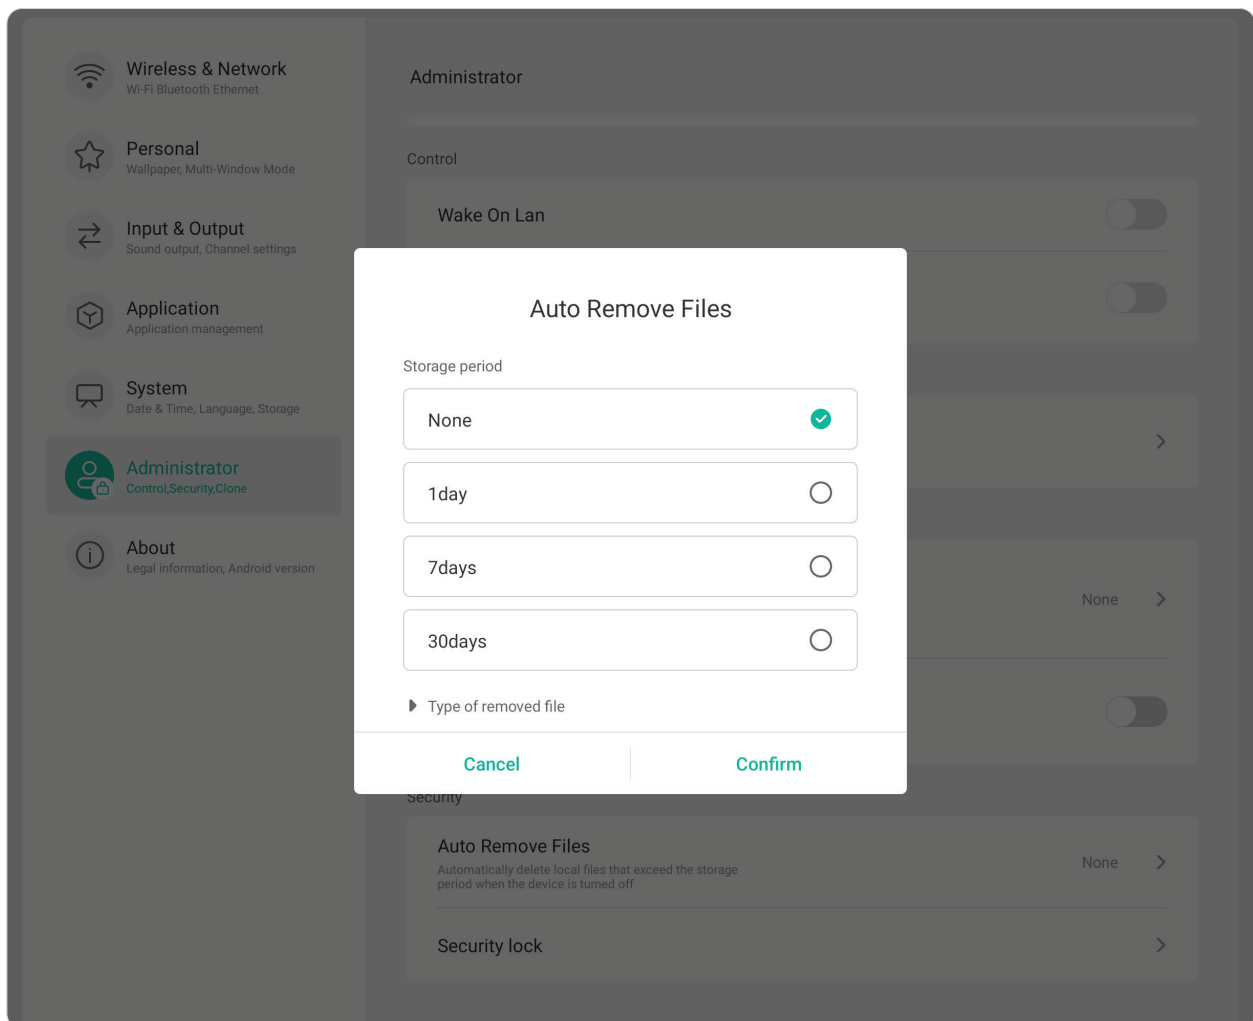 Wireless & Network
Wi-Fi Bluetooth Ethernet
Personal
Wallpaper, Multi-Window Mode
Input & Output
Sound output, Channel settings
Application
Application management
System
Date & Time, Language, Storage
Administrator
Control,Security,Clone
About
Legal information, Android version
Administrator
Control
Wake On Lan
Auto Remove Files
Storage period
None
1day
7days
30days
Type of removed file
Cancel
Confirm
None
Security
Auto Remove Files
Automatically delete local files that exceed the storage
period when the device is turned off
None
Security lock